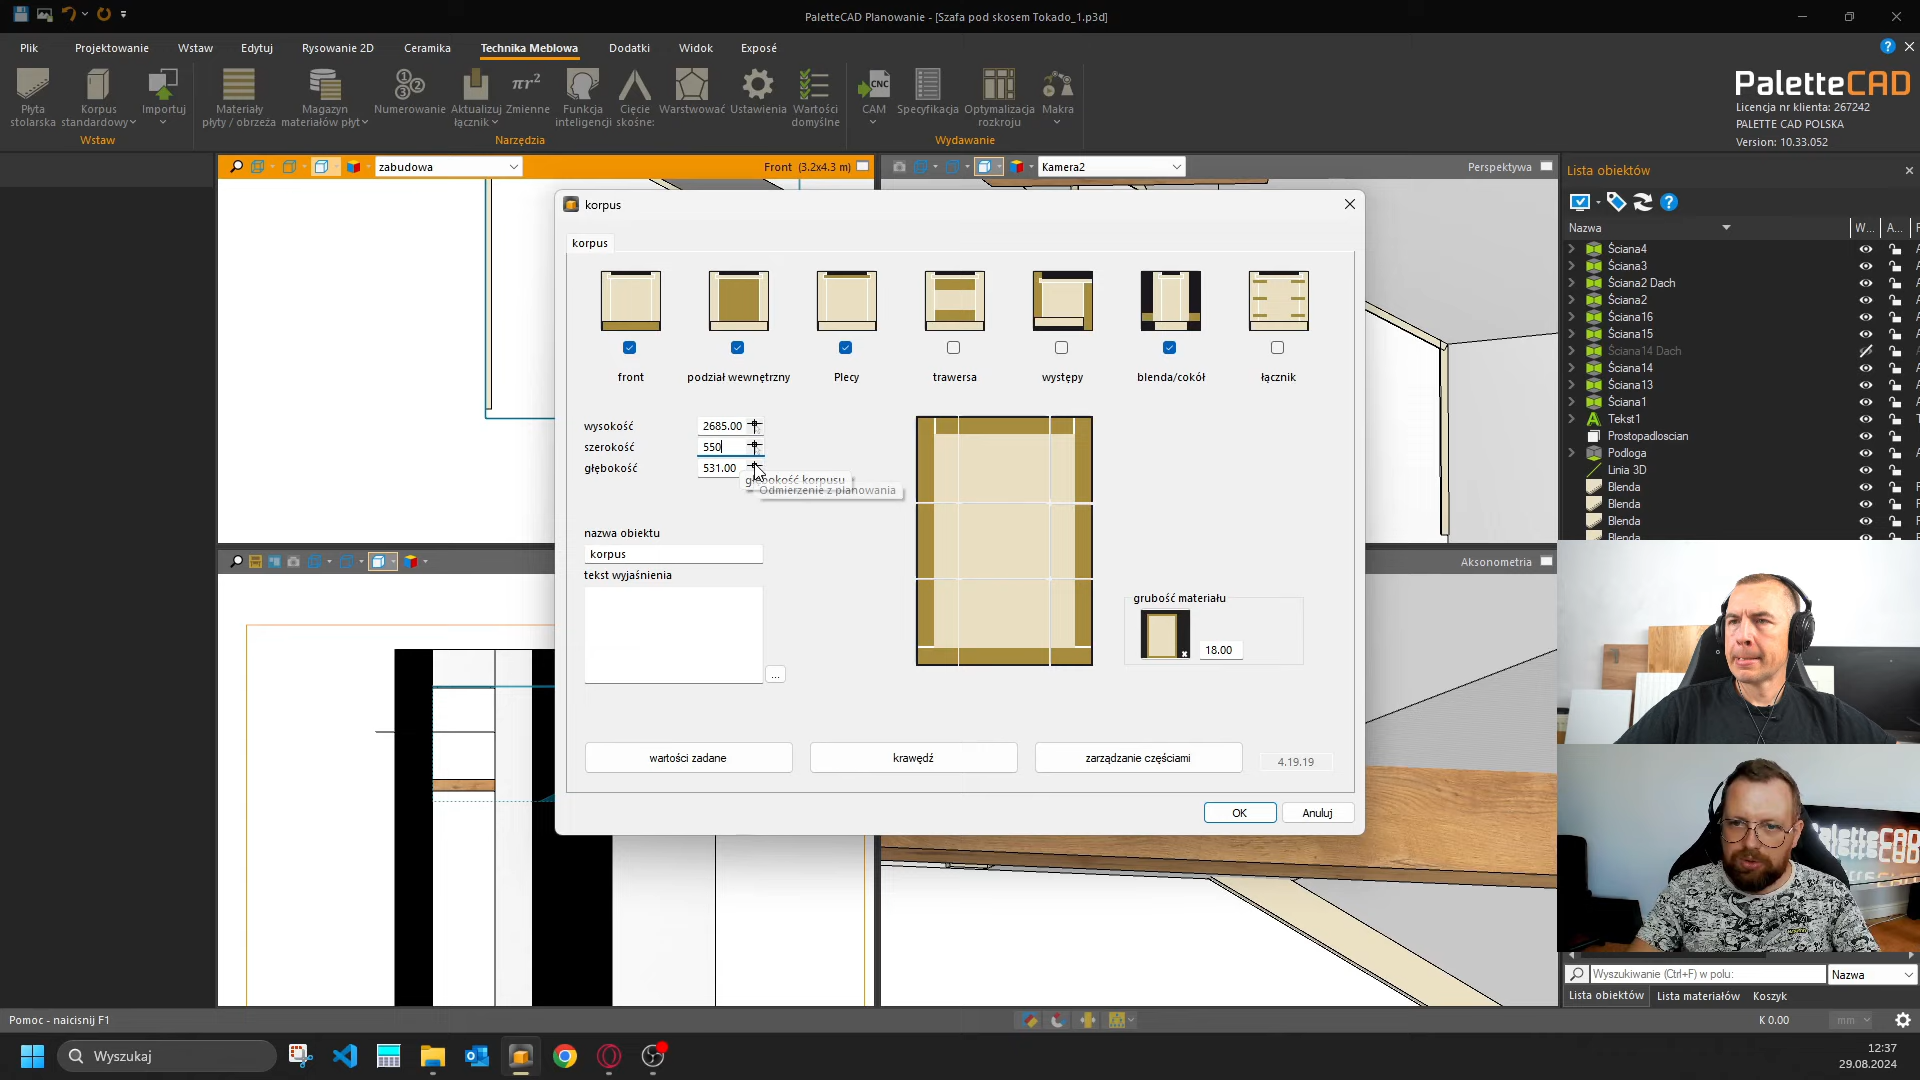 PaletteCAD Planowanie - [Szafa pod skosem Tokado_1.p3d]
Plik
Projektowanie
Wstaw
Edytuj
Rysowanie 2D
Ceramika
Technika Meblowa
Dodatki
Widok
Exposé
Płyta stolarska
Korpus standardowy
Importuj
Materiały płyty / obrzeża
Magazyn materiałów płyt
Numerowanie
Aktualizuj łącznik
πr²
Zmienne
Funkcja inteligencji
Cięcie skośne:
Warstwować
Ustawienia
Wartości domyślne
CNC
CAM
Specyfikacja
Optymalizacja rozkroju
Makra
Wstaw
Narzędzia
Wydawanie
PaletteCAD
Licencja nr klienta: 267242
PALETTE CAD POLSKA
Version: 10.33.052
zabudowa
Front (3.2x4.3 m)
Kamera2
Perspektywa
Aksonometria
korpus
korpus
front
podział wewnętrzny
Plecy
trawersa
występy
blenda/cokół
łącznik
wysokość
2685.00
szerokość
550
głębokość
531.00
głębokość korpusu
Odmierzenie z planowania
nazwa obiektu
korpus
tekst wyjaśnienia
...
grubość materiału
18.00
wartości zadane
krawędź
zarządzanie częściami
4.19.19
OK
Anuluj
Lista obiektów
Nazwa
W...
A...
Ściana4
Ściana3
Ściana2 Dach
Ściana2
Ściana16
Ściana15
Ściana14 Dach
Ściana14
Ściana13
Ściana1
Tekst1
Prostopadloscian
Podloga
Linia 3D
Blenda
Blenda
Blenda
Blenda
PaletteCAD
Wyszukiwanie (Ctrl+F) w polu:
Nazwa
Lista obiektów
Lista materiałów
Koszyk
Pomoc - naicisnij F1
K 0.00
mm
Wyszukaj
12:37
29.08.2024